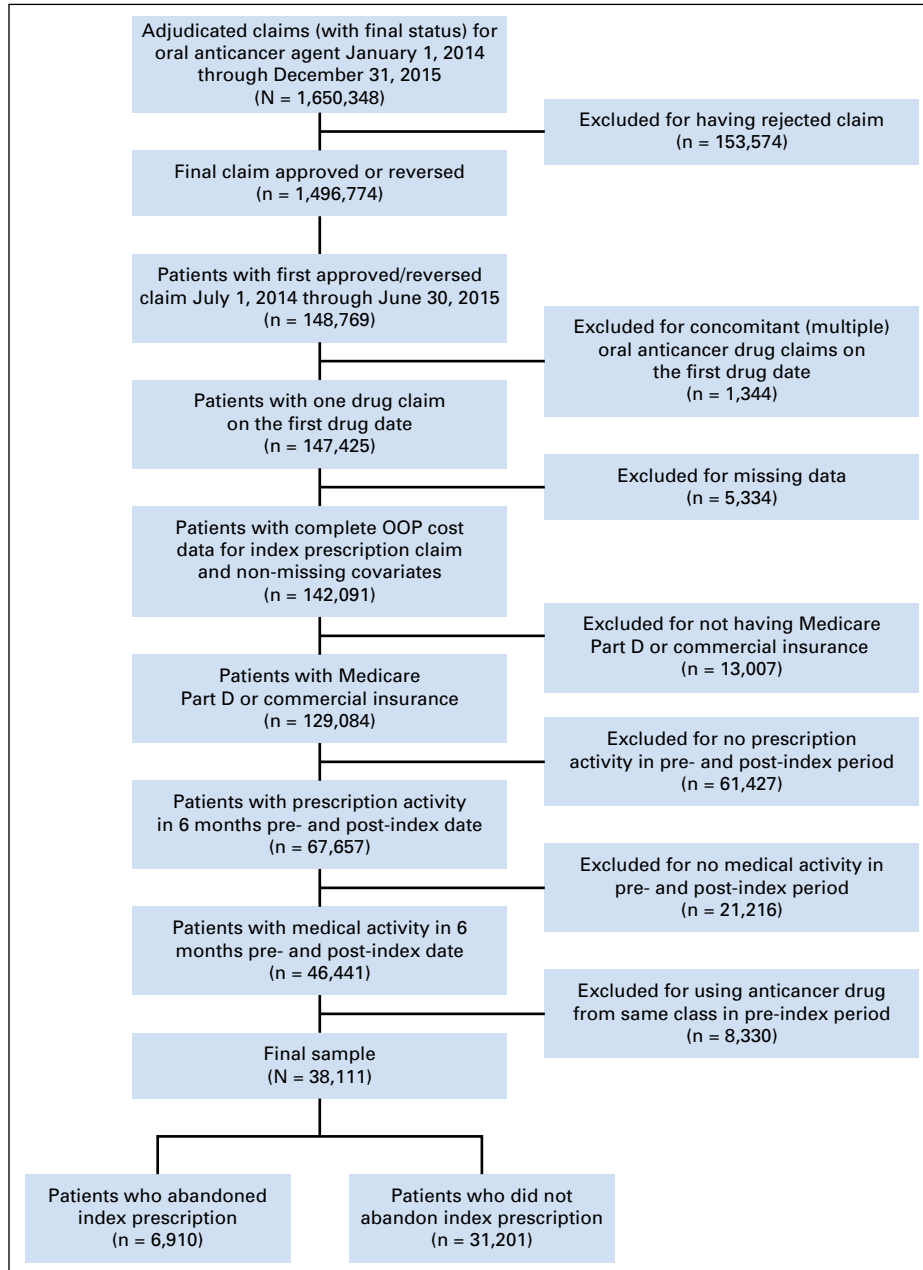 Adjudicated claims (with final status) for
oral anticancer agent January 1, 2014
through December 31, 2015
(N = 1,650,348)
Excluded for having rejected claim
(n = 153,574)
Final claim approved or reversed
(n = 1,496,774)
Patients with first approved/reversed
claim July 1, 2014 through June 30, 2015
(n = 148,769)
Excluded for concomitant (multiple)
oral anticancer drug claims on
the first drug date
(n = 1,344)
Patients with one drug claim
on the first drug date
(n = 147,425)
Excluded for missing data
(n = 5,334)
Patients with complete OOP cost
data for index prescription claim
and non-missing covariates
(n = 142,091)
Excluded for not having Medicare
Part D or commercial insurance
(n = 13,007)
Patients with Medicare
Part D or commercial insurance
(n = 129,084)
Excluded for no prescription
activity in pre- and post-index period
(n = 61,427)
Patients with prescription activity
in 6 months pre- and post-index date
(n = 67,657)
Excluded for no medical activity in
pre- and post-index period
(n = 21,216)
Patients with medical activity in 6
months pre- and post-index date
(n = 46,441)
Excluded for using anticancer drug
from same class in pre-index period
(n = 8,330)
Final sample
(N = 38,111)
Patients who abandoned
index prescription
(n = 6,910)
Patients who did not
abandon index prescription
(n = 31,201)